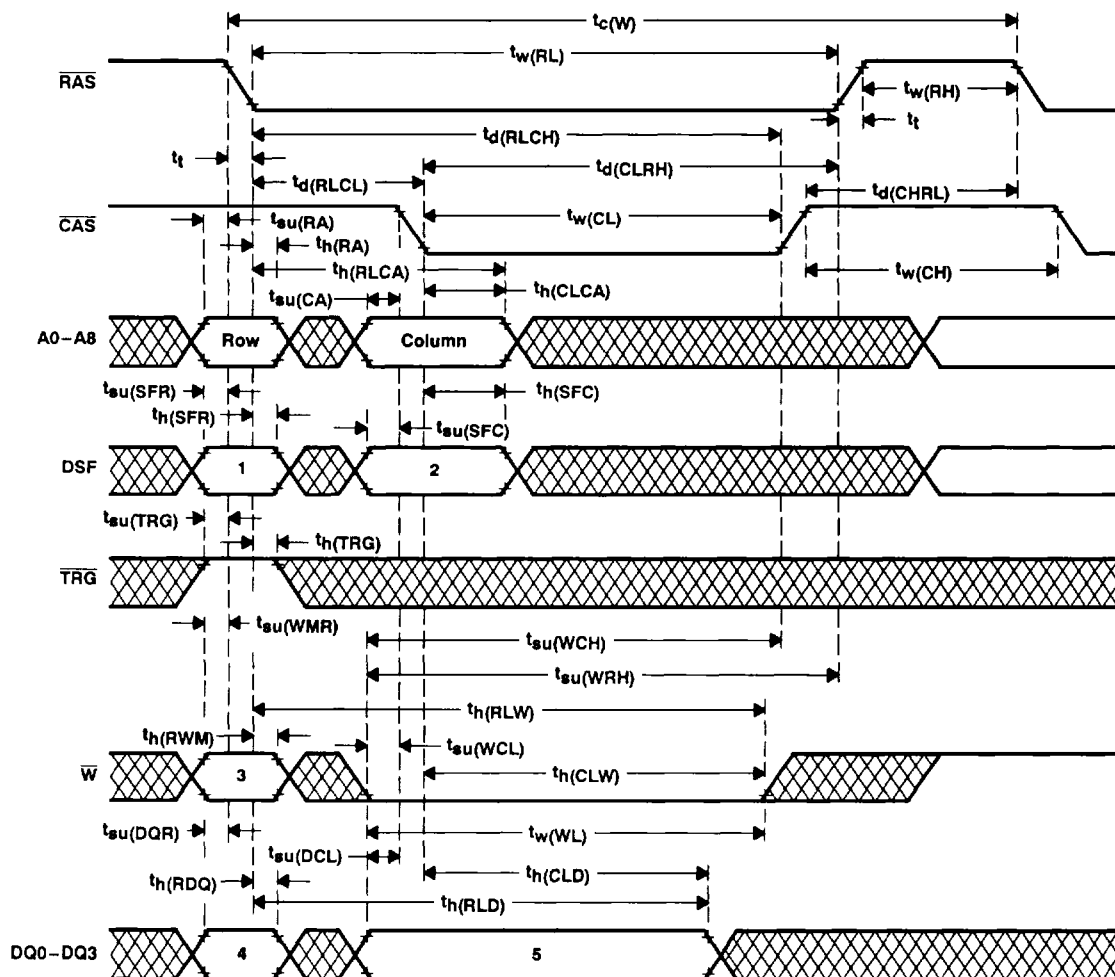 tc(W)
tw(RL)
RAS
tw(RH)
tt
td(RLCH)
tt
td(CLRH)
td(RLCL)
td(CHRL)
CAS
tsu(RA)
tw(CL)
th(RA)
th(RLCA)
tw(CH)
tsu(CA)
th(CLCA)
A0–A8
Row
Column
tsu(SFR)
th(SFC)
th(SFR)
tsu(SFC)
DSF
1
2
tsu(TRG)
th(TRG)
TRG
tsu(WMR)
tsu(WCH)
tsu(WRH)
th(RLW)
th(RWM)
tsu(WCL)
W
3
th(CLW)
tsu(DQR)
tw(WL)
tsu(DCL)
th(CLD)
th(RDQ)
th(RLD)
DQ0–DQ3
4
5